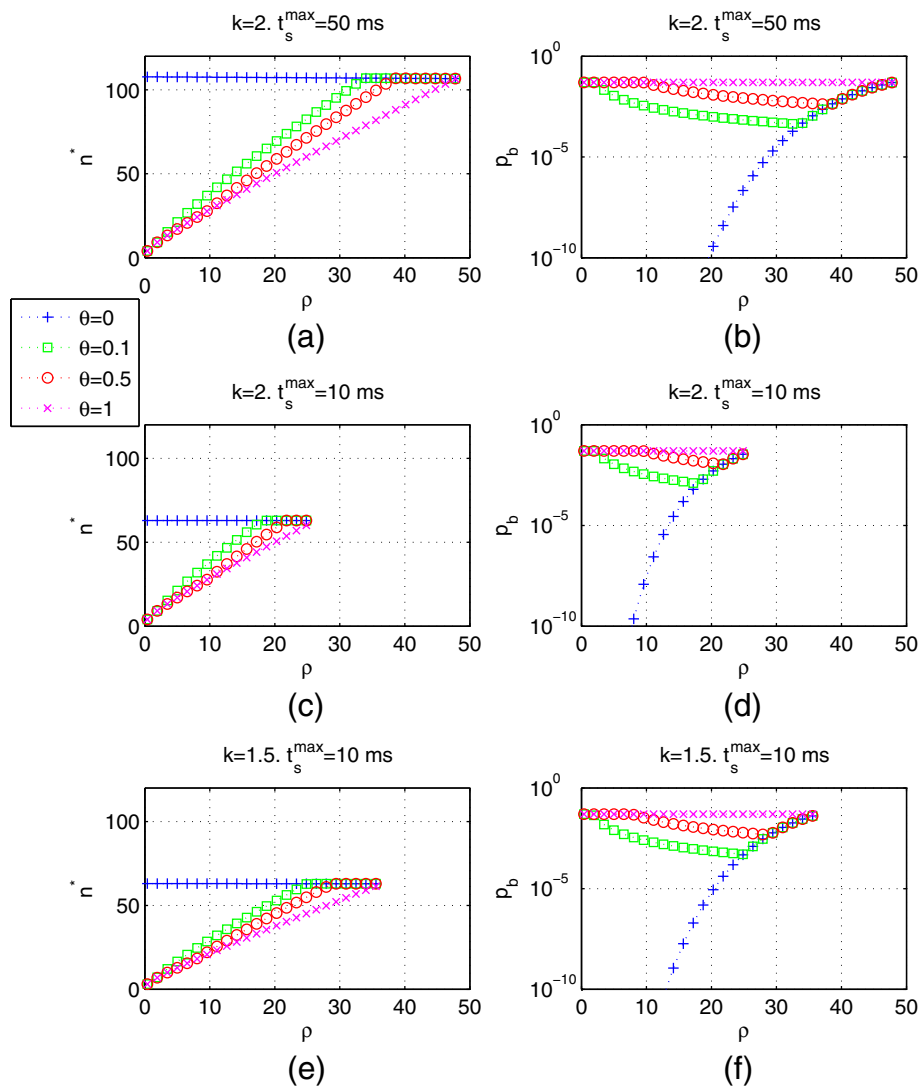 k=2. t_s^max=50 ms
n*
100
50
0
0 10 20 30 40 50
ρ
(a)
k=2. t_s^max=50 ms
p_b
10^0
10^-5
10^-10
0 10 20 30 40 50
ρ
(b)
θ=0
θ=0.1
θ=0.5
θ=1
k=2. t_s^max=10 ms
n*
100
50
0
0 10 20 30 40 50
ρ
(c)
k=2. t_s^max=10 ms
p_b
10^0
10^-5
10^-10
0 10 20 30 40 50
ρ
(d)
k=1.5. t_s^max=10 ms
n*
100
50
0
0 10 20 30 40 50
ρ
(e)
k=1.5. t_s^max=10 ms
p_b
10^0
10^-5
10^-10
0 10 20 30 40 50
ρ
(f)